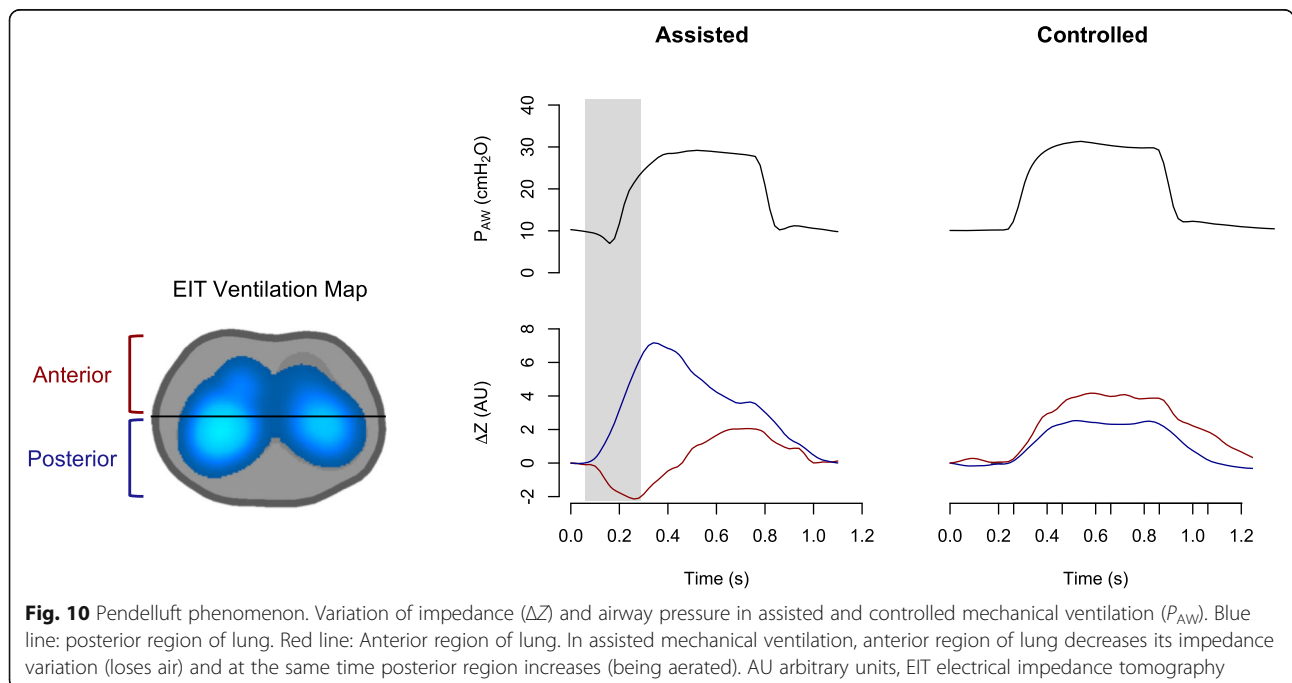 Assisted
Controlled
P_AW (cmH₂O)
40
30
20
10
0
EIT Ventilation Map
Anterior
Posterior
ΔZ (AU)
8
6
4
2
0
-2
0.0 0.2 0.4 0.6 0.8 1.0 1.2
Time (s)
0.0 0.2 0.4 0.6 0.8 1.0 1.2
Time (s)
Fig. 10 Pendelluft phenomenon. Variation of impedance (ΔZ) and airway pressure in assisted and controlled mechanical ventilation (P_AW). Blue
line: posterior region of lung. Red line: Anterior region of lung. In assisted mechanical ventilation, anterior region of lung decreases its impedance
variation (loses air) and at the same time posterior region increases (being aerated). AU arbitrary units, EIT electrical impedance tomography